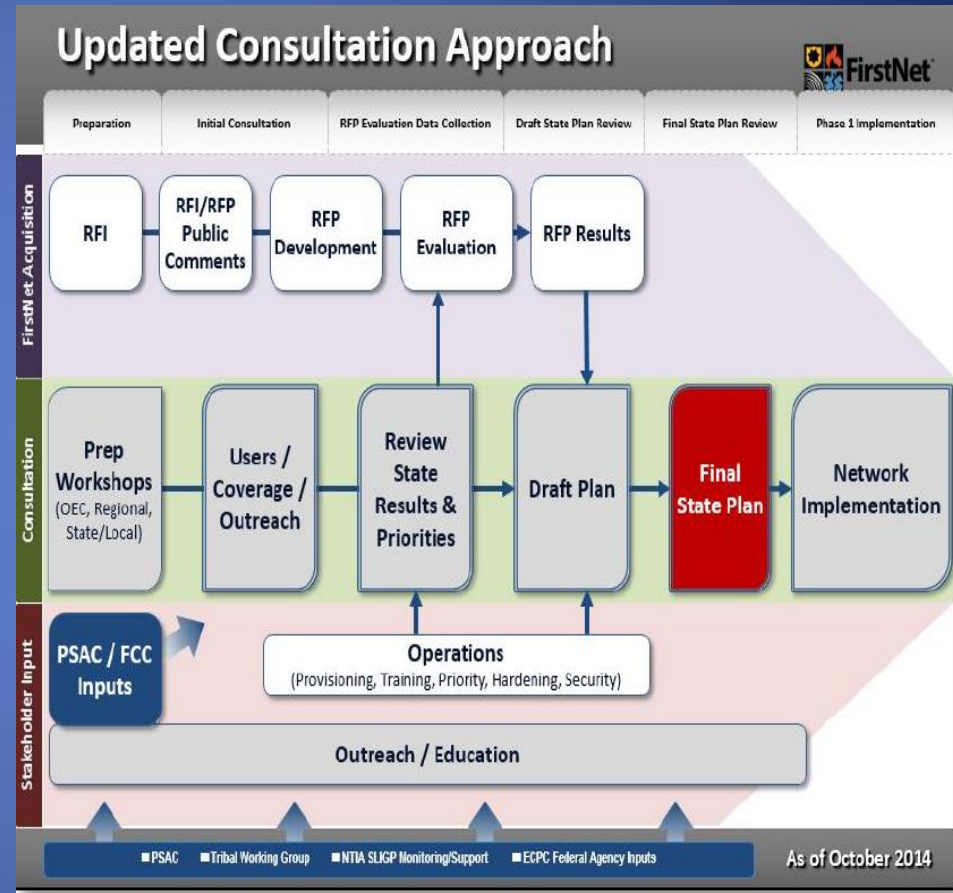 Updated Consultation Approach
FirstNet
Preparation
Initial Consultation
RFP Evaluation Data Collection
Draft State Plan Review
Final State Plan Review
Phase 1 Implementation
FirstNet Acquisition
RFI
RFI/RFP
Public
Comments
RFP
Development
RFP
Evaluation
RFP Results
Consultation
Prep
Workshops
(OEC, Regional,
State/Local)
Users /
Coverage /
Outreach
Review
State
Results &
Priorities
Draft Plan
Final
State Plan
Network
Implementation
Stakeholder Input
PSAC / FCC
Inputs
Operations
(Provisioning, Training, Priority, Hardening, Security)
Outreach / Education
■PSAC ■Tribal Working Group ■NTIA SLIGP Monitoring/Support ■ECPC Federal Agency Inputs
As of October 2014